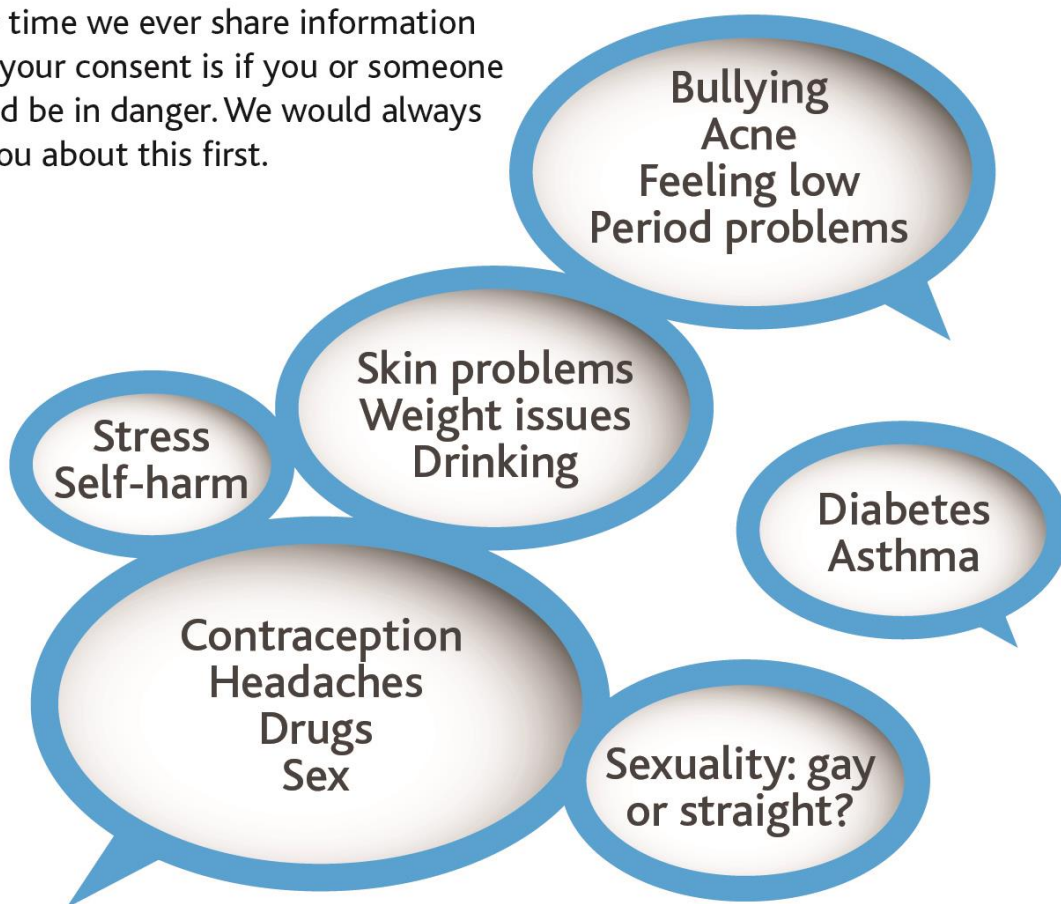 time we ever share information
your consent is if you or someone
be in danger. We would always
about this first.
Bullying
Acne
Feeling low
Period problems
Skin problems
Weight issues
Drinking
Stress
Self-harm
Diabetes
Asthma
Contraception
Headaches
Drugs
Sex
Sexuality: gay
or straight?